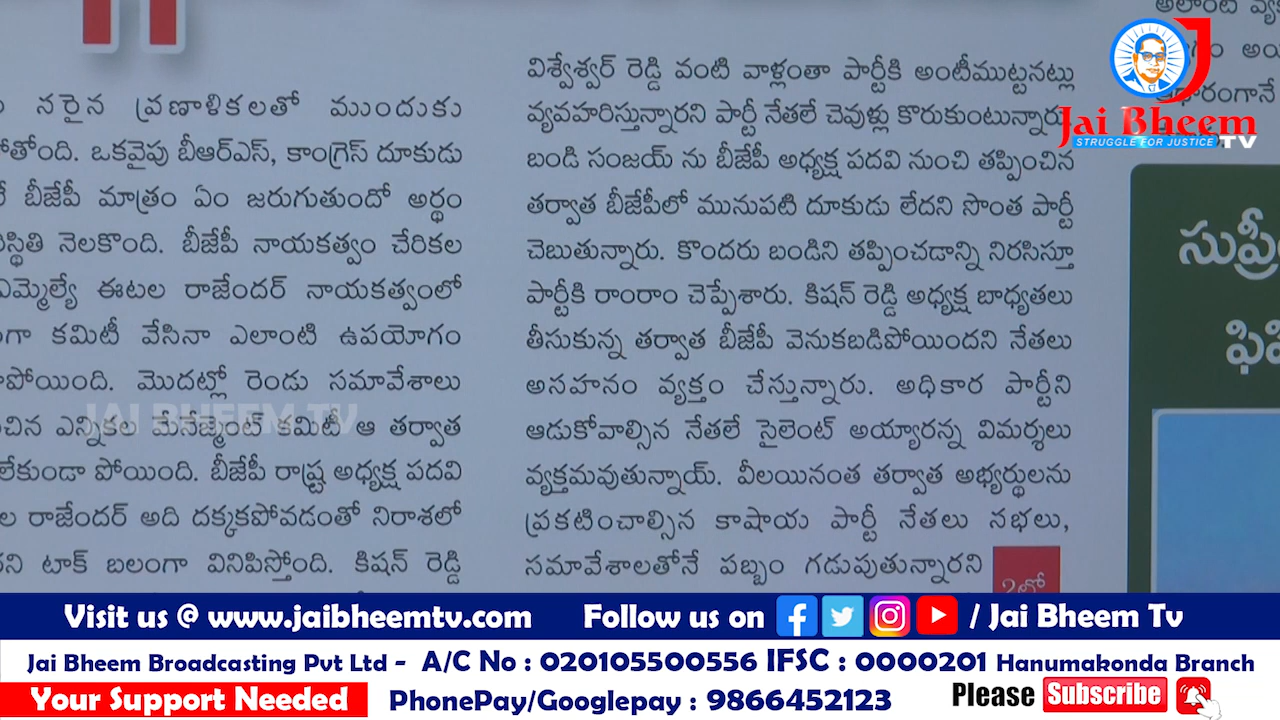 నరైన ప్రణాళికలతో ముందుకు
పోతోంది. ఒకవైపు బీఆర్ఎస్, కాంగ్రెస్ దూకుడు
బీజేపీ మాత్రం ఏం జరుగుతుందో అర్థం
నెలకొంది. బీజేపీ నాయకత్వం చేరికల
ఈటల రాజేందర్ నాయకత్వంలో
కమిటీ వేసినా ఎలాంటి ఉపయోగం
మొదట్లో రెండు సమావేశాలు
ఎన్నికల మేనేజ్మెంట్ కమిటీ ఆ తర్వాత
లేకుండా పోయింది. బీజేపీ రాష్ట్ర అధ్యక్ష పదవి
రాజేందర్ అది దక్కకపోవడంతో నిరాశలో
టాక్ బలంగా వినిపిస్తోంది. కిషన్ రెడ్డి
విశ్వేశ్వర్ రెడ్డి వంటి వాళ్లంతా పార్టీకి అంటీముట్టనట్లు
వ్యవహరిస్తున్నారని పార్టీ నేతలే చెవుళ్లు కొరుకుంటున్నారు.
బండి సంజయ్ ను బీజేపీ అధ్యక్ష పదవి నుంచి తప్పించిన
తర్వాత బీజేపీలో మునుపటి దూకుడు లేదని సొంత పార్టీ
చెబుతున్నారు. కొందరు బండిని తప్పించడాన్ని నిరసిస్తూ
పార్టీకి రాంరాం చెప్పేశారు. కిషన్ రెడ్డి అధ్యక్ష బాధ్యతలు
తీసుకున్న తర్వాత బీజేపీ వెనుకబడిపోయిందని నేతలు
అసహనం వ్యక్తం చేస్తున్నారు. అధికార పార్టీని
ఆడుకోవాల్సిన నేతలే సైలెంట్ అయ్యారన్న విమర్శలు
వ్యక్తమవుతున్నాయ్. వీలయినంత తర్వాత అభ్యర్థులను
ప్రకటించాల్సిన కాషాయ పార్టీ నేతలు నభలు,
సమావేశాలతోనే పబ్బం గడుపుతున్నారని
2లో
Jai Bheem
STRUGGLE FOR JUSTICE TV
JAI BHEEM TV
Visit us @ www.jaibheemtv.com Follow us on / Jai Bheem Tv
Jai Bheem Broadcasting Pvt Ltd - A/C No : 020105500556 IFSC : 0000201 Hanumakonda Branch
Your Support Needed PhonePay/Googlepay : 9866452123 Please Subscribe